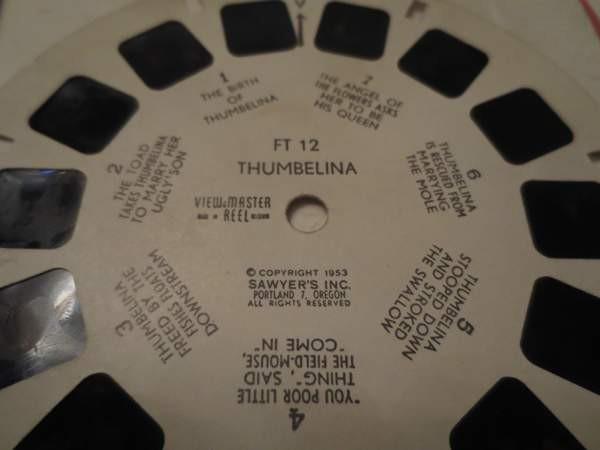 1
THE BIRTH
OF
THUMBELINA
7
THE ANGEL OF
THE FLOWERS ASKS
HER TO BE
HIS QUEEN
FT 12
THUMBELINA
2
THE TOAD
TAKES THUMBELINA
TO MARRY HER
UGLY SON
6
THUMBELINA
IS RESCUED FROM
MARRYING
THE MOLE
VIEW-MASTER
REEL
© COPYRIGHT 1953
SAWYER'S INC.
PORTLAND 7, OREGON
ALL RIGHTS RESERVED
3
THUMBELINA
FREED BY THE
FISHES FLOATS
DOWNSTREAM
5
THUMBELINA
STOOPED DOWN
AND STROKED
THE SWALLOW
4
"YOU POOR LITTLE
THING", SAID
THE FIELD-MOUSE,
"COME IN"